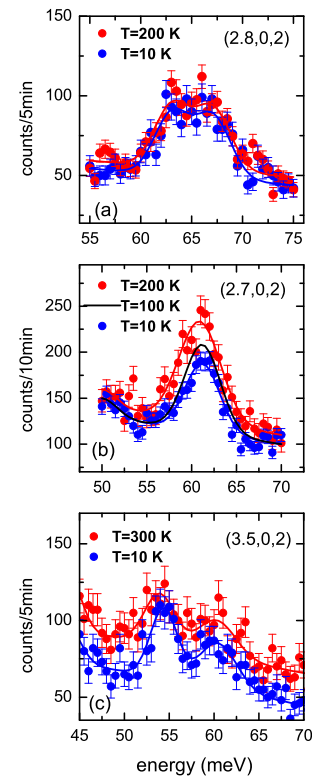 150
T=200 K
(2.8,0,2)
T=10 K
100
counts/5min
50
(a)
55 60 65 70 75
T=200 K
(2.7,0,2)
250
T=100 K
T=10 K
200
counts/10min
150
100
(b)
50 55 60 65 70
150
T=300 K
(3.5,0,2)
T=10 K
100
counts/5min
50
(c)
45 50 55 60 65 70
energy (meV)